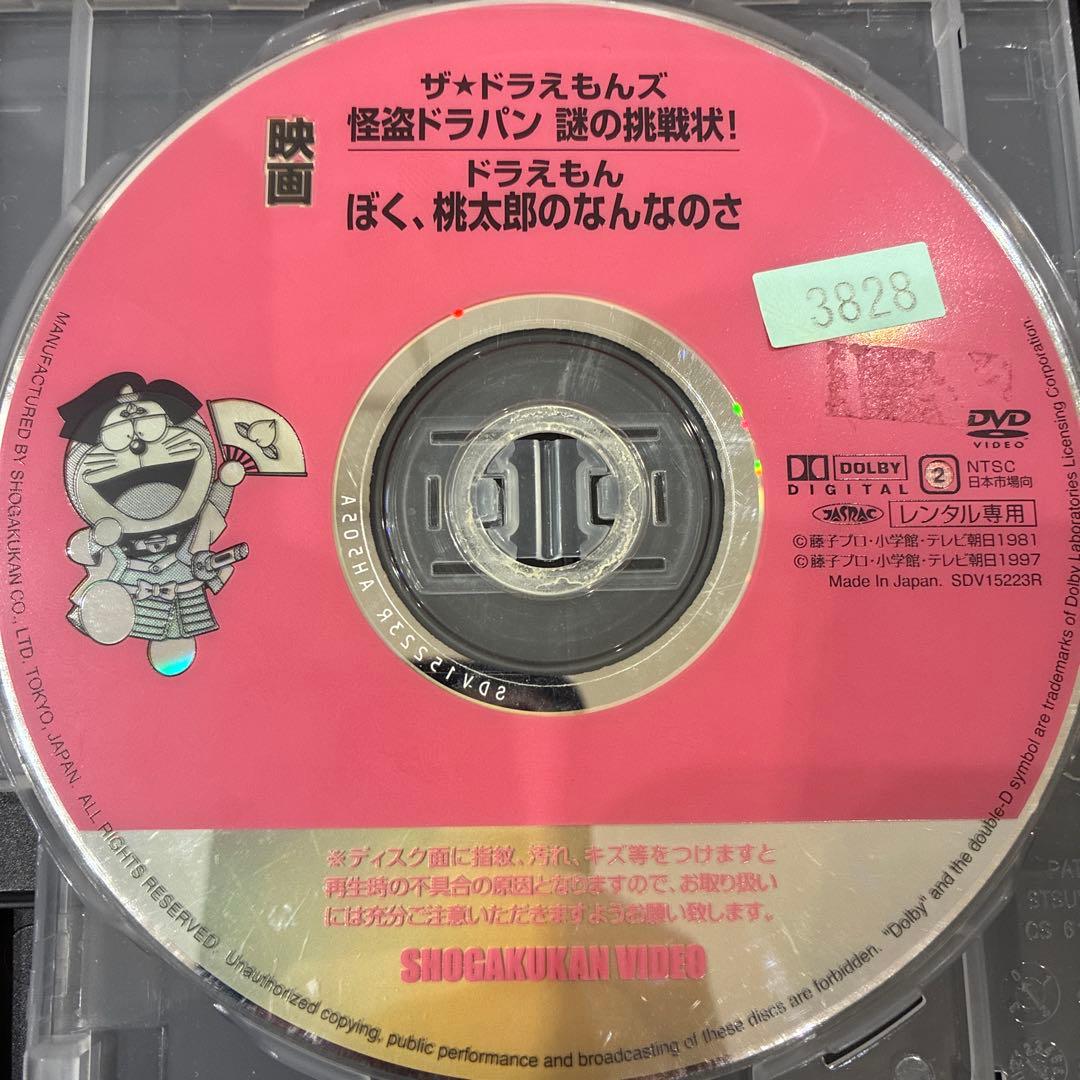 映画
ザ★ドラえもんズ
怪盗ドラパン 謎の挑戦状!
ドラえもん
ぼく、桃太郎のなんなのさ
3828
DVD
VIDEO
DOLBY
DIGITAL
2
NTSC
日本市場向
JASRAC
レンタル専用
©藤子プロ・小学館・テレビ朝日1981
©藤子プロ・小学館・テレビ朝日1997
Made In Japan. SDV15223R
SDV15223R AH50SA
※ディスク面に指紋、汚れ、キズ等をつけますと
再生時の不具合の原因となりますので、お取り扱い
には充分ご注意いただきますようお願い致します。
SHOGAKUKAN VIDEO
MANUFACTURED BY SHOGAKUKAN CO., LTD. TOKYO, JAPAN. ALL RIGHTS RESERVED. Unauthorized copying, public performance and broadcasting of these discs are forbidden. "Dolby" and the double-D symbol are trademarks of Dolby Laboratories Licensing Corporation.